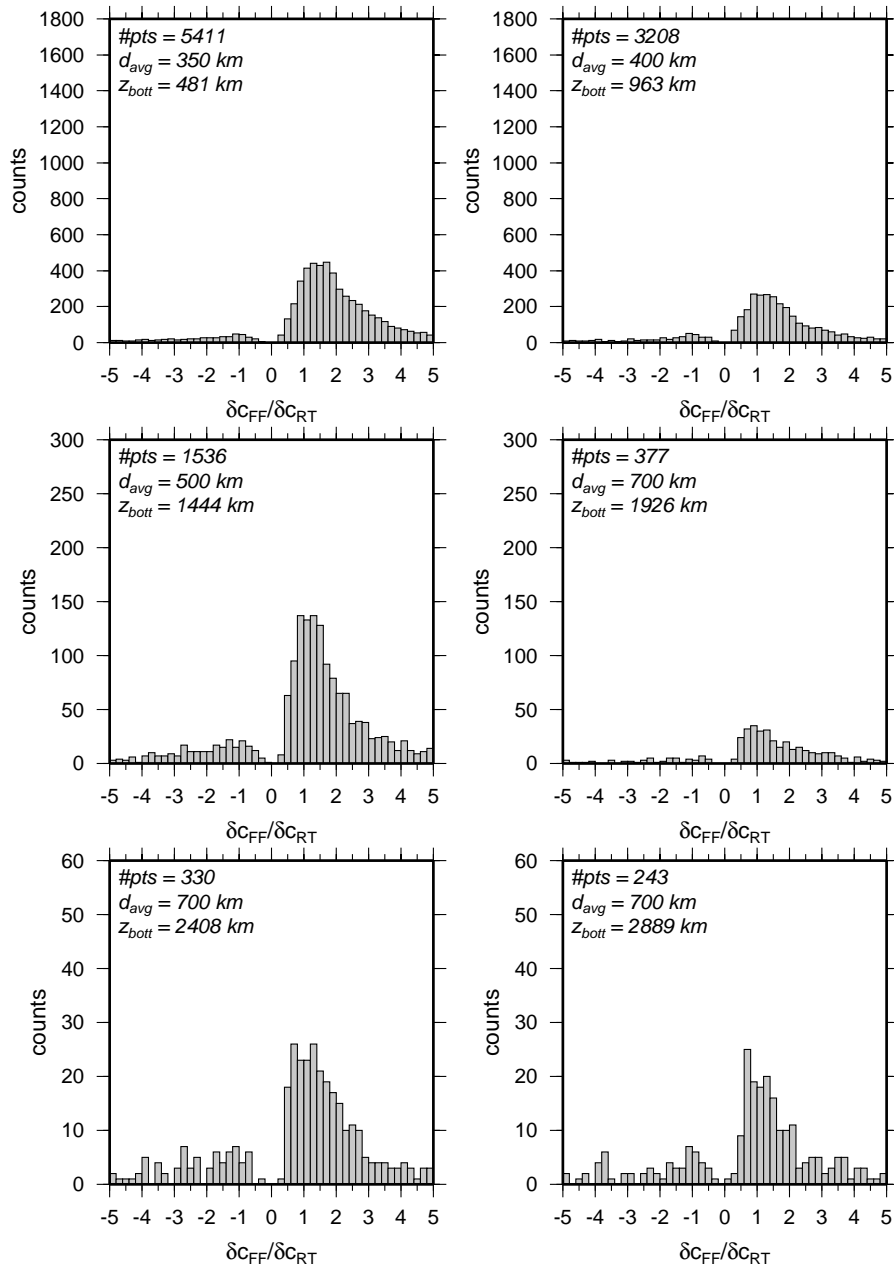 1800
1600
1400
1200
1000
800
600
400
200
0
counts
#pts = 5411
d_avg = 350 km
z_bott = 481 km
-5 -4 -3 -2 -1 0 1 2 3 4 5
δc_FF/δc_RT
1800
1600
1400
1200
1000
800
600
400
200
0
counts
#pts = 3208
d_avg = 400 km
z_bott = 963 km
-5 -4 -3 -2 -1 0 1 2 3 4 5
δc_FF/δc_RT
300
250
200
150
100
50
0
counts
#pts = 1536
d_avg = 500 km
z_bott = 1444 km
-5 -4 -3 -2 -1 0 1 2 3 4 5
δc_FF/δc_RT
300
250
200
150
100
50
0
counts
#pts = 377
d_avg = 700 km
z_bott = 1926 km
-5 -4 -3 -2 -1 0 1 2 3 4 5
δc_FF/δc_RT
60
50
40
30
20
10
0
counts
#pts = 330
d_avg = 700 km
z_bott = 2408 km
-5 -4 -3 -2 -1 0 1 2 3 4 5
δc_FF/δc_RT
60
50
40
30
20
10
0
counts
#pts = 243
d_avg = 700 km
z_bott = 2889 km
-5 -4 -3 -2 -1 0 1 2 3 4 5
δc_FF/δc_RT